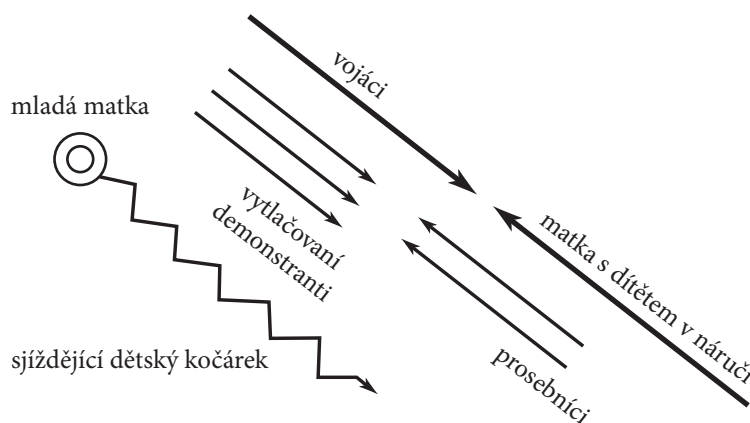 vojáci
mladá matka
vytlačovaní
demonstranti
matka s dítětem v náručí
sjíždějící dětský kočárek
prosebníci